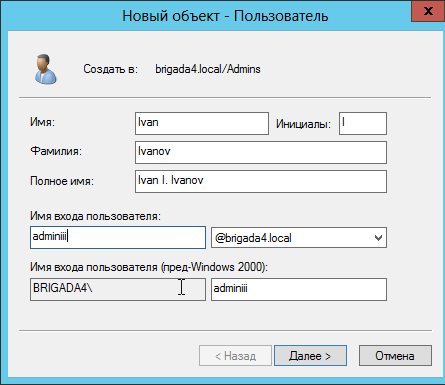 Новый объект - Пользователь
x
Создать в: brigada4.local/Admins
Имя: Ivan Инициалы: I
Фамилия: Ivanov
Полное имя: Ivan I. Ivanov
Имя входа пользователя:
adminiii @brigada4.local
Имя входа пользователя (пред-Windows 2000):
BRIGADA4\ adminiii
< Назад Далее > Отмена